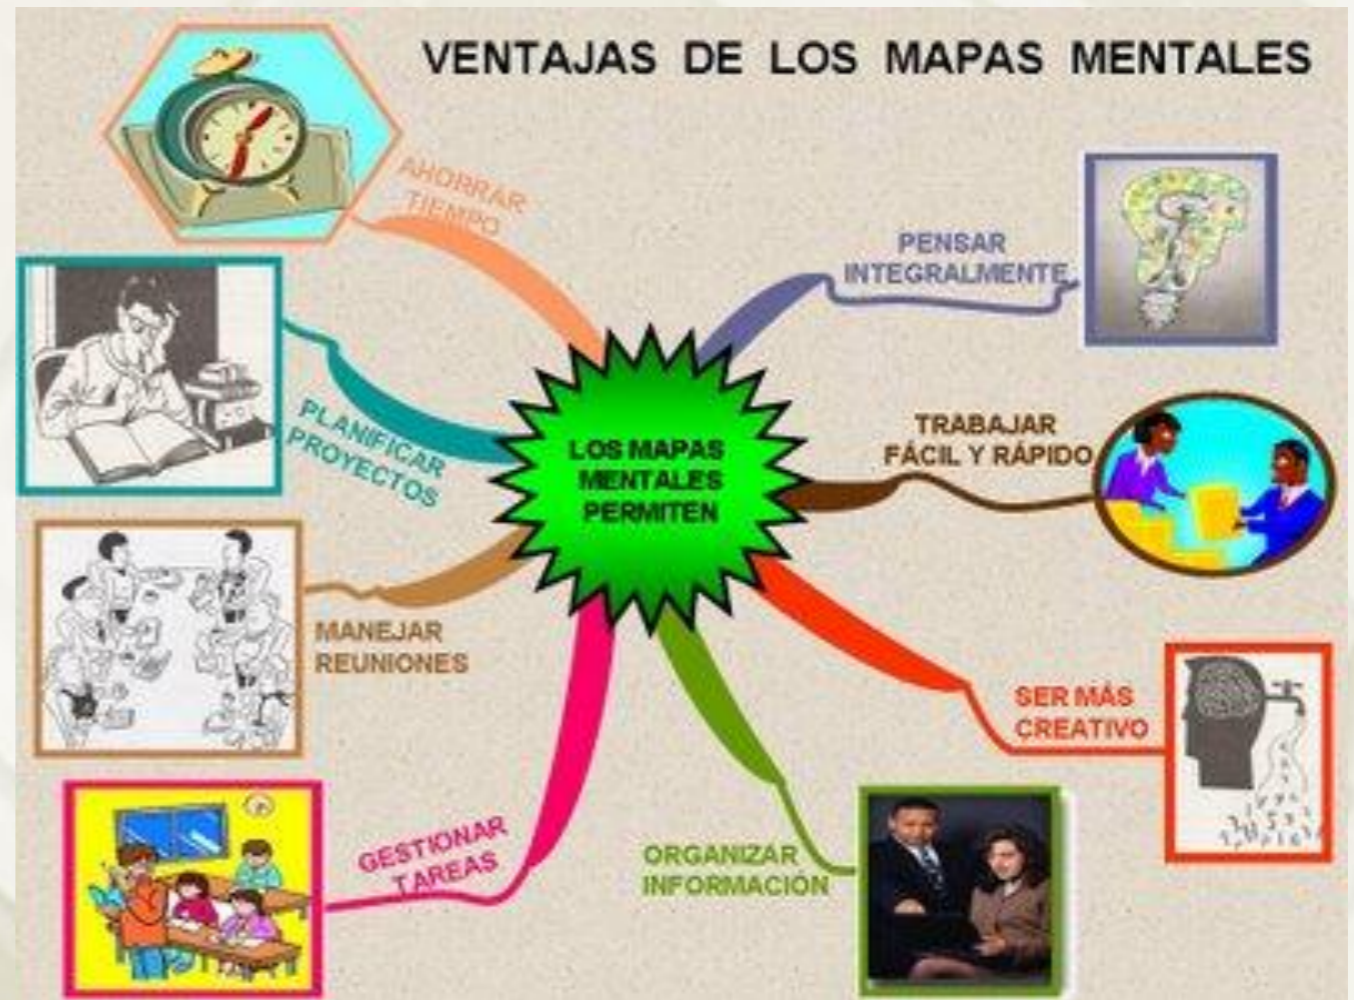 VENTAJAS DE LOS MAPAS MENTALES
AHORRAR
TIEMPO
PENSAR
INTEGRALMENTE
PLANIFICAR
PROYECTOS
TRABAJAR
FÁCIL Y RÁPIDO
LOS MAPAS
MENTALES
PERMITEN
MANEJAR
REUNIONES
SER MÁS
CREATIVO
GESTIONAR
TAREAS
ORGANIZAR
INFORMACIÓN